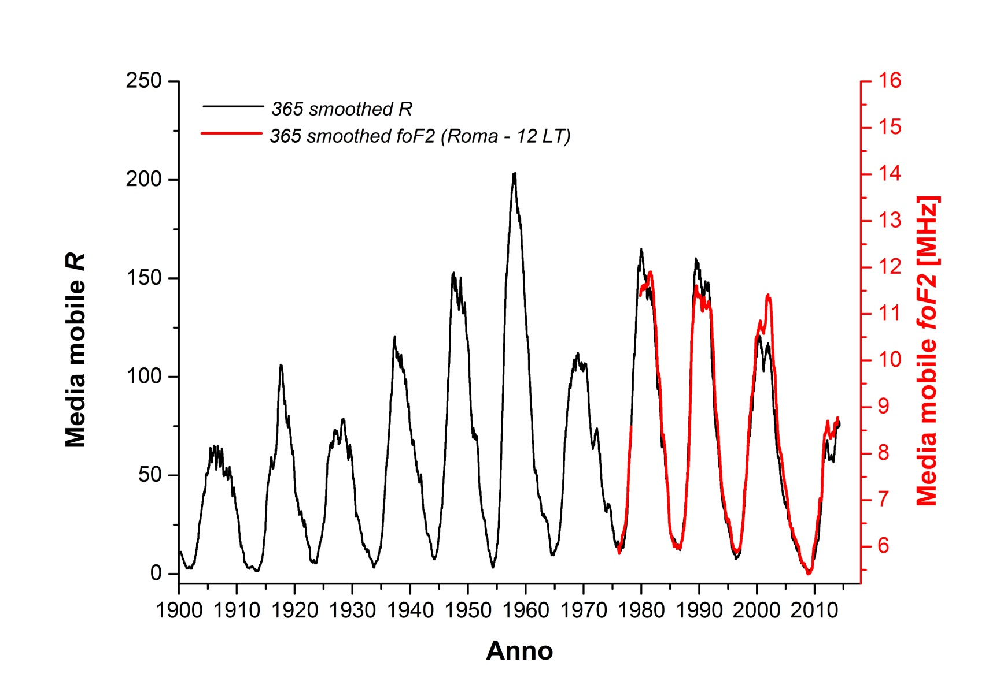 365 smoothed R
365 smoothed foF2 (Roma - 12 LT)
Media mobile R
250
200
150
100
50
0
16
15
14
13
12
11
10
9
8
7
6
Media mobile foF2 [MHz]
1900 1910 1920 1930 1940 1950 1960 1970 1980 1990 2000 2010
Anno